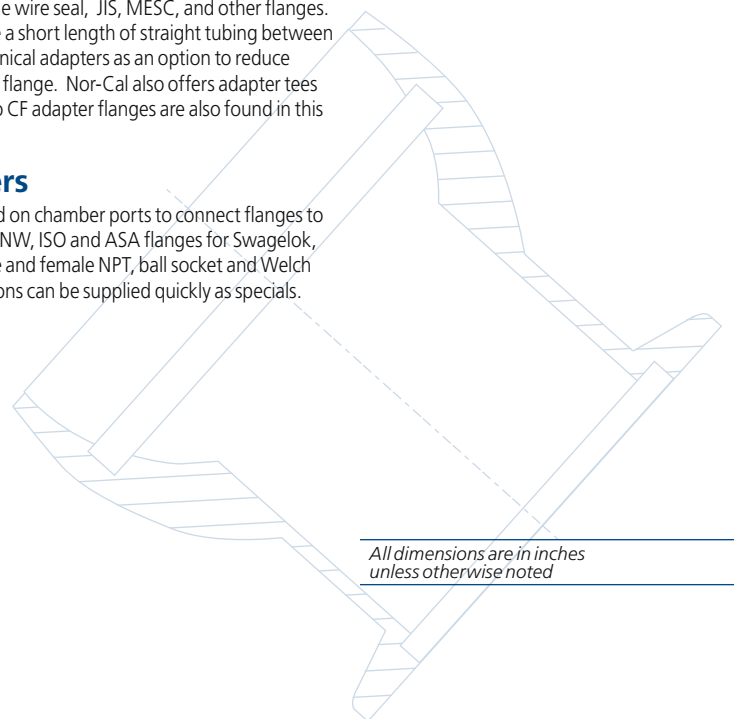 e wire seal, JIS, MESC, and other flanges.
a short length of straight tubing between
nical adapters as an option to reduce
flange. Nor-Cal also offers adapter tees
CF adapter flanges are also found in this
ers
d on chamber ports to connect flanges to
NW, ISO and ASA flanges for Swagelok,
e and female NPT, ball socket and Welch
ons can be supplied quickly as specials.
All dimensions are in inches
unless otherwise noted